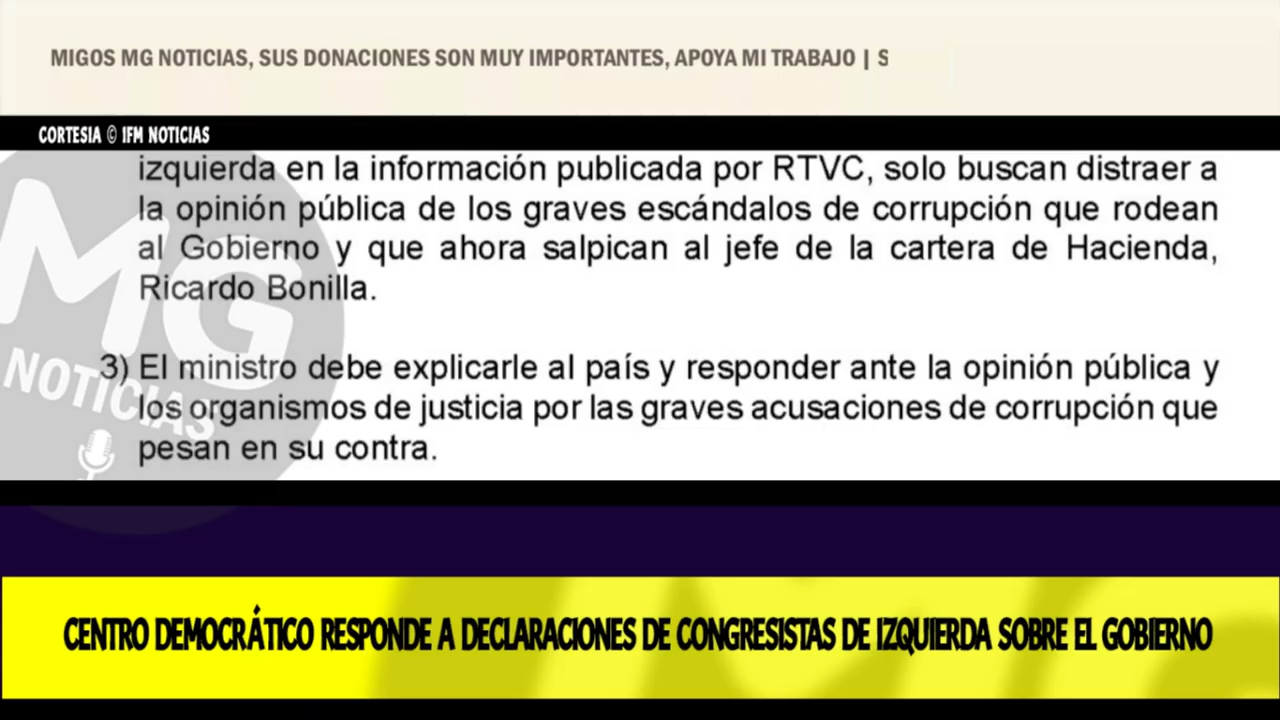 MIGOS MG NOTICIAS, SUS DONACIONES SON MUY IMPORTANTES, APOYA MI TRABAJO | S
CORTESIA © IFM NOTICIAS
izquierda en la información publicada por RTVC, solo buscan distraer a
la opinión pública de los graves escándalos de corrupción que rodean
al Gobierno y que ahora salpican al jefe de la cartera de Hacienda,
Ricardo Bonilla.
3) El ministro debe explicarle al país y responder ante la opinión pública y
los organismos de justicia por las graves acusaciones de corrupción que
pesan en su contra.
MG
NOTICIAS
CENTRO DEMOCRÁTICO RESPONDE A DECLARACIONES DE CONGRESISTAS DE IZQUIERDA SOBRE EL GOBIERNO